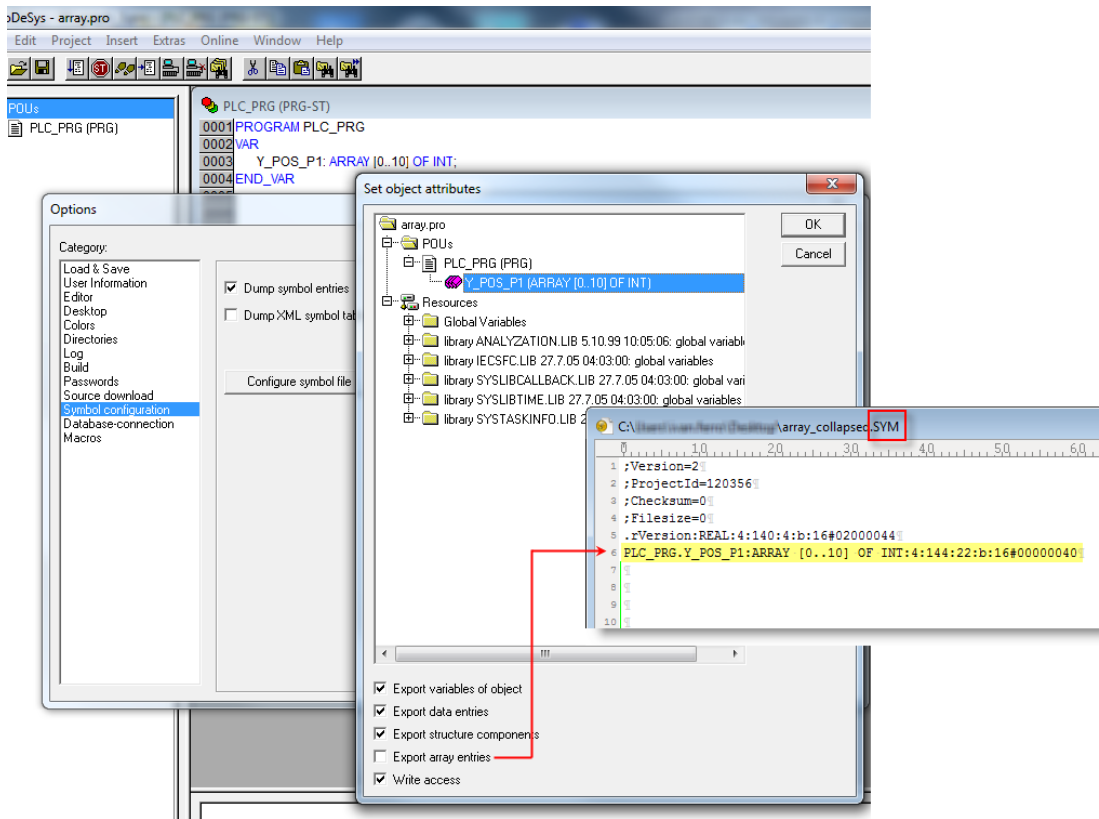 oDeSys - array.pro
Edit Project Insert Extras Online Window Help
POUs
PLC_PRG (PRG)
PLC_PRG (PRG-ST)
0001 PROGRAM PLC_PRG
0002 VAR
0003 Y_POS_P1: ARRAY [0..10] OF INT;
0004 END_VAR
Options
Category:
Load & Save
User Information
Editor
Desktop
Colors
Directories
Log
Build
Passwords
Source download
Symbol configuration
Database-connection
Macros
Dump symbol entries
Dump XML symbol tab
Configure symbol file
Set object attributes
OK
Cancel
array.pro
POUs
PLC_PRG (PRG)
Y_POS_P1 (ARRAY [0..10] OF INT)
Resources
Global Variables
library ANALYZATION.LIB 5.10.99 10:05:06: global variabl
library IECSFC.LIB 27.7.05 04:03:00: global variables
library SYSLIBCALLBACK.LIB 27.7.05 04:03:00: global vari
library SYSLIBTIME.LIB 27.7.05 04:03:00: global variables
library SYSTASKINFO.LIB 2
Export variables of object
Export data entries
Export structure components
Export array entries
Write access
C:\ \array_collapsed.SYM
0 10 20 30 40 50 60
1 ;Version=2¶
2 ;ProjectId=120356¶
3 ;Checksum=0¶
4 ;Filesize=0¶
5 .rVersion:REAL:4:140:4:b:16#02000044¶
6 PLC_PRG.Y_POS_P1:ARRAY [0..10] OF INT:4:144:22:b:16#00000040¶
7 ¶
8 ¶
9 ¶
10 ¶